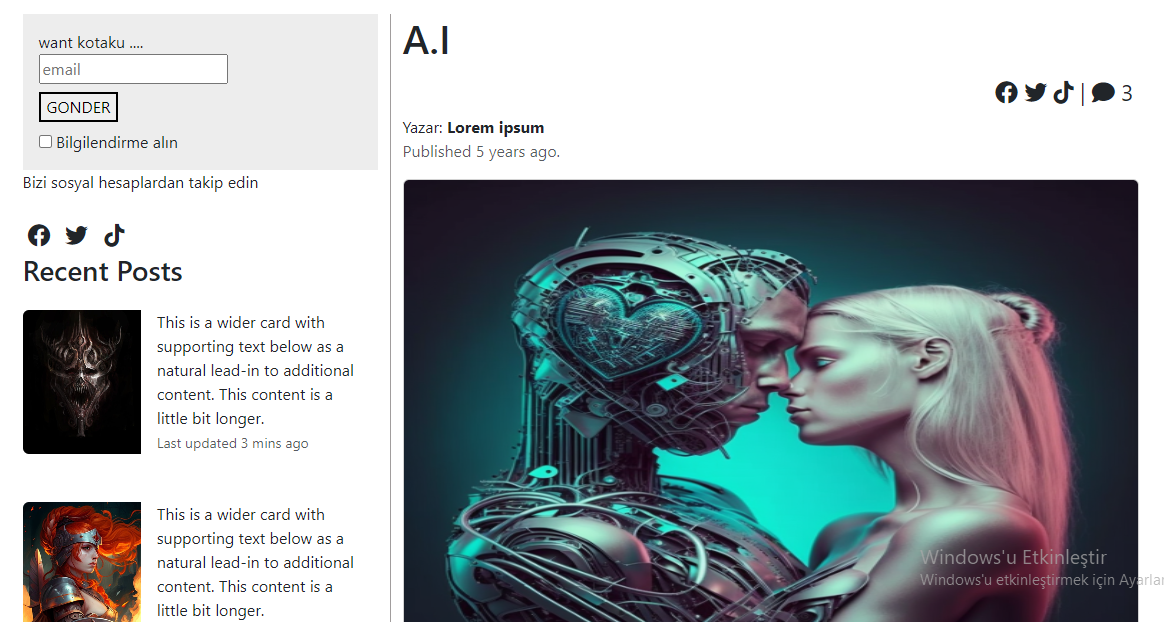 want kotaku ....
email
GONDER
Bilgilendirme alın
Bizi sosyal hesaplardan takip edin
Recent Posts
This is a wider card with
supporting text below as a
natural lead-in to additional
content. This content is a
little bit longer.
Last updated 3 mins ago
This is a wider card with
supporting text below as a
natural lead-in to additional
content. This content is a
little bit longer.
A.I
| 3
Yazar: Lorem ipsum
Published 5 years ago.
Windows'u Etkinleştir
Windows'u etkinleştirmek için Ayarlar